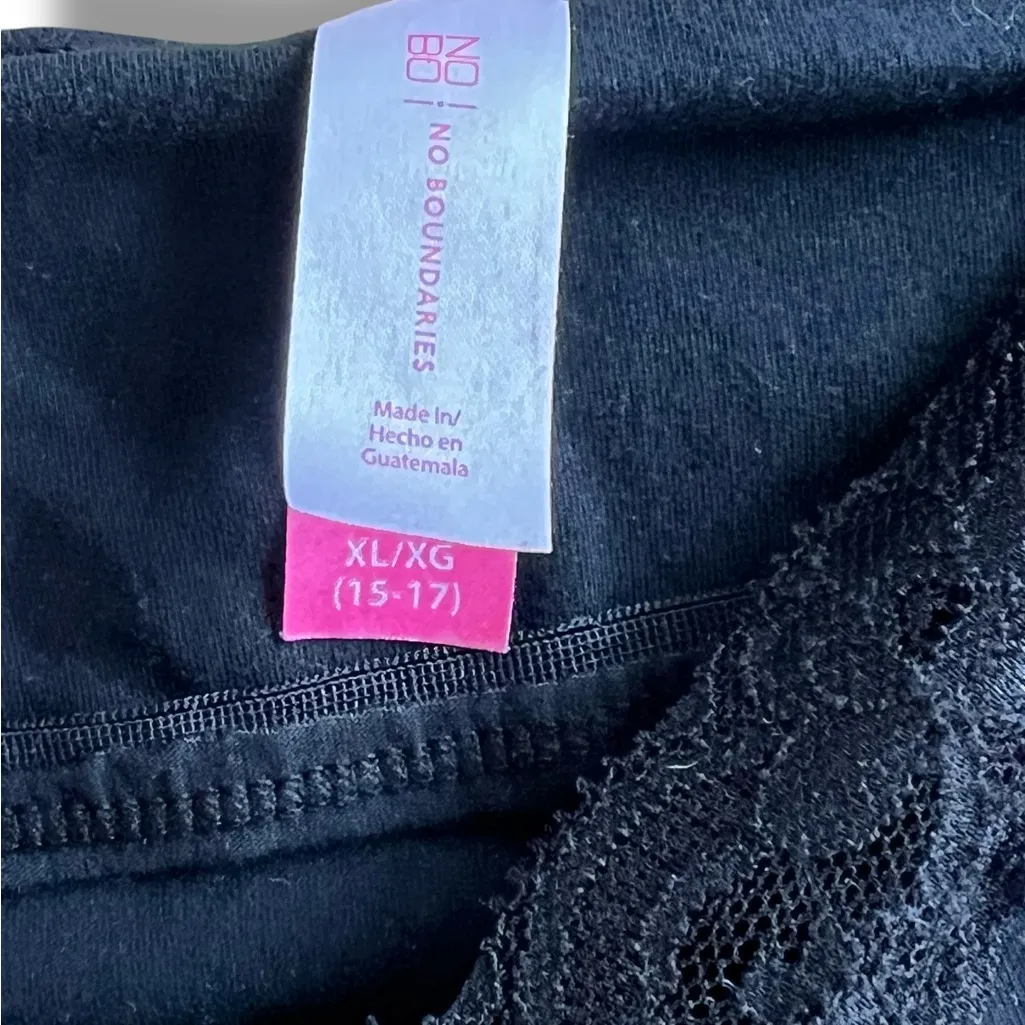 NO
BO
NO BOUNDARIES
Made In/
Hecho en
Guatemala
XL/XG
(15-17)